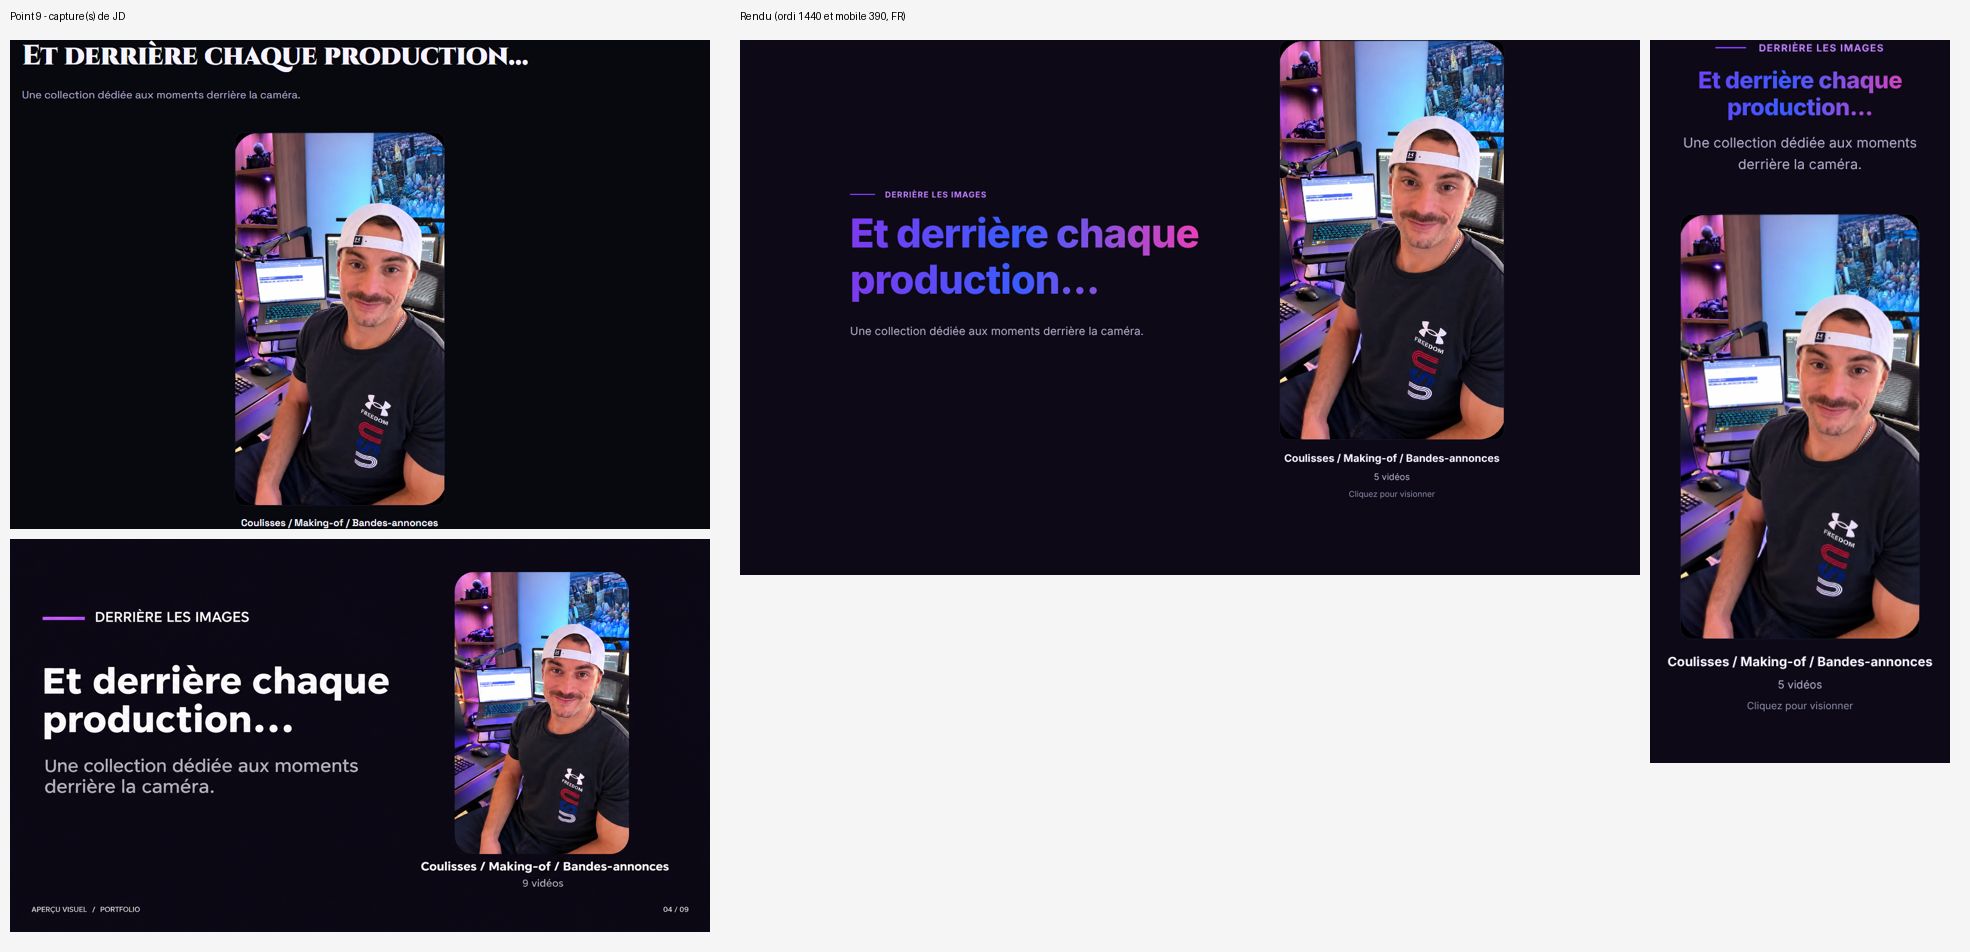 Point 9 - capture(s) de JD
ET DERRIÈRE CHAQUE PRODUCTION...
Une collection dédiée aux moments derrière la caméra.
FREEDOM
Coulisses / Making-of / Bandes-annonces
DERRIÈRE LES IMAGES
Et derrière chaque
production...
Une collection dédiée aux moments
derrière la caméra.
FREEDOM
Coulisses / Making-of / Bandes-annonces
9 vidéos
APERÇU VISUEL / PORTFOLIO
04 / 09
Rendu (ordi 1440 et mobile 390, FR)
DERRIÈRE LES IMAGES
Et derrière chaque
production...
Une collection dédiée aux moments derrière la caméra.
FREEDOM
Coulisses / Making-of / Bandes-annonces
5 vidéos
Cliquez pour visionner
DERRIÈRE LES IMAGES
Et derrière chaque
production...
Une collection dédiée aux moments
derrière la caméra.
FREEDOM
Coulisses / Making-of / Bandes-annonces
5 vidéos
Cliquez pour visionner